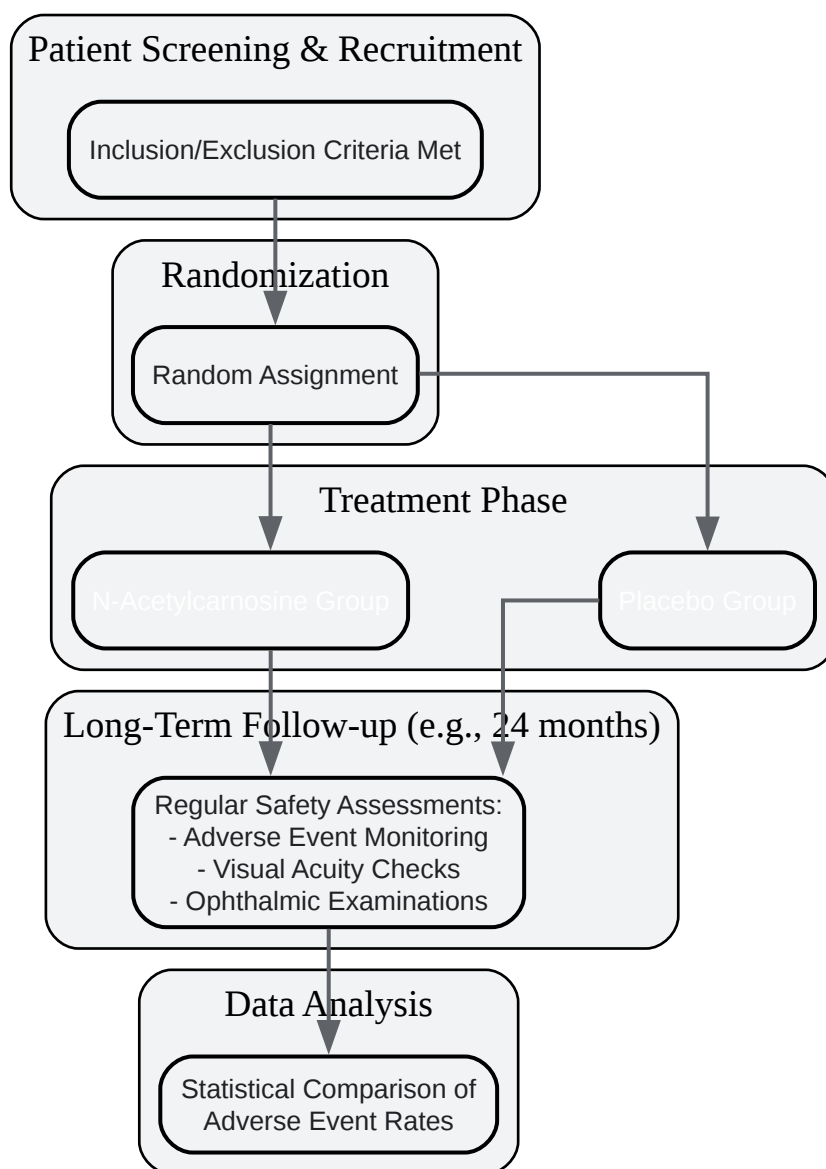 Patient Screening & Recruitment
Inclusion/Exclusion Criteria Met
Randomization
Random Assignment
Treatment Phase
N-Acetylcarnosine Group
Placebo Group
Long-Term Follow-up (e.g., 24 months)
Regular Safety Assessments:
- Adverse Event Monitoring
- Visual Acuity Checks
- Ophthalmic Examinations
Data Analysis
Statistical Comparison of
Adverse Event Rates